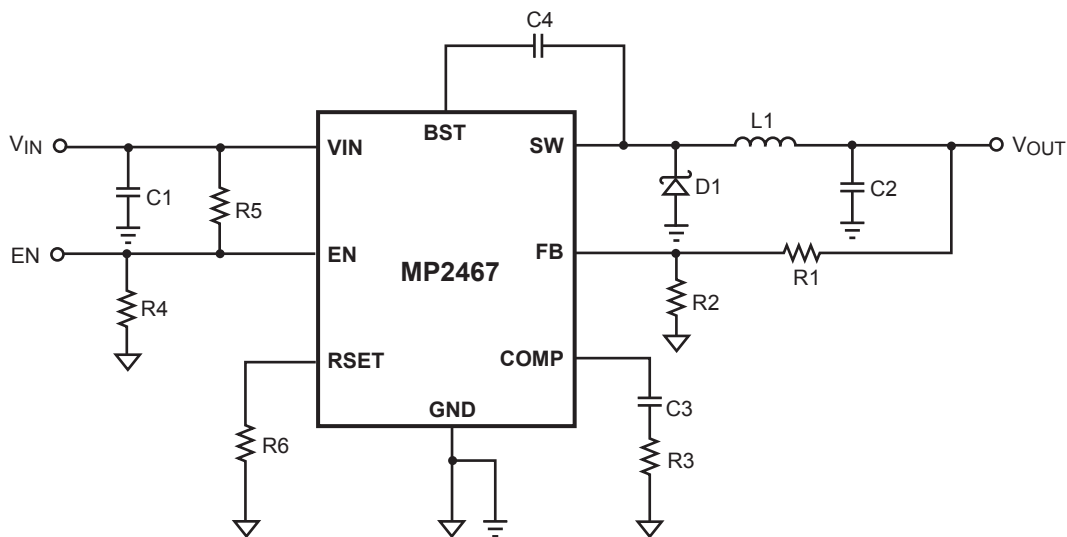 C4
L1
BST
VIN
VIN
SW
VOUT
C1
R5
D1
C2
EN
EN
FB
MP2467
R1
R4
R2
RSET
COMP
C3
GND
R6
R3